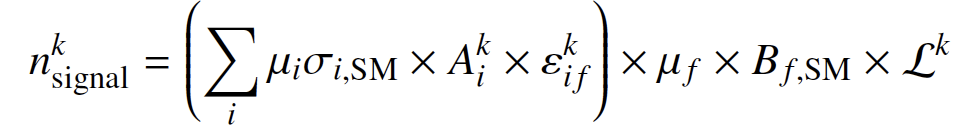 n^k_signal = ( ∑_i μ_i σ_{i,SM} × A^k_i × ε^k_{if} ) × μ_f × B_{f,SM} × ℒ^k